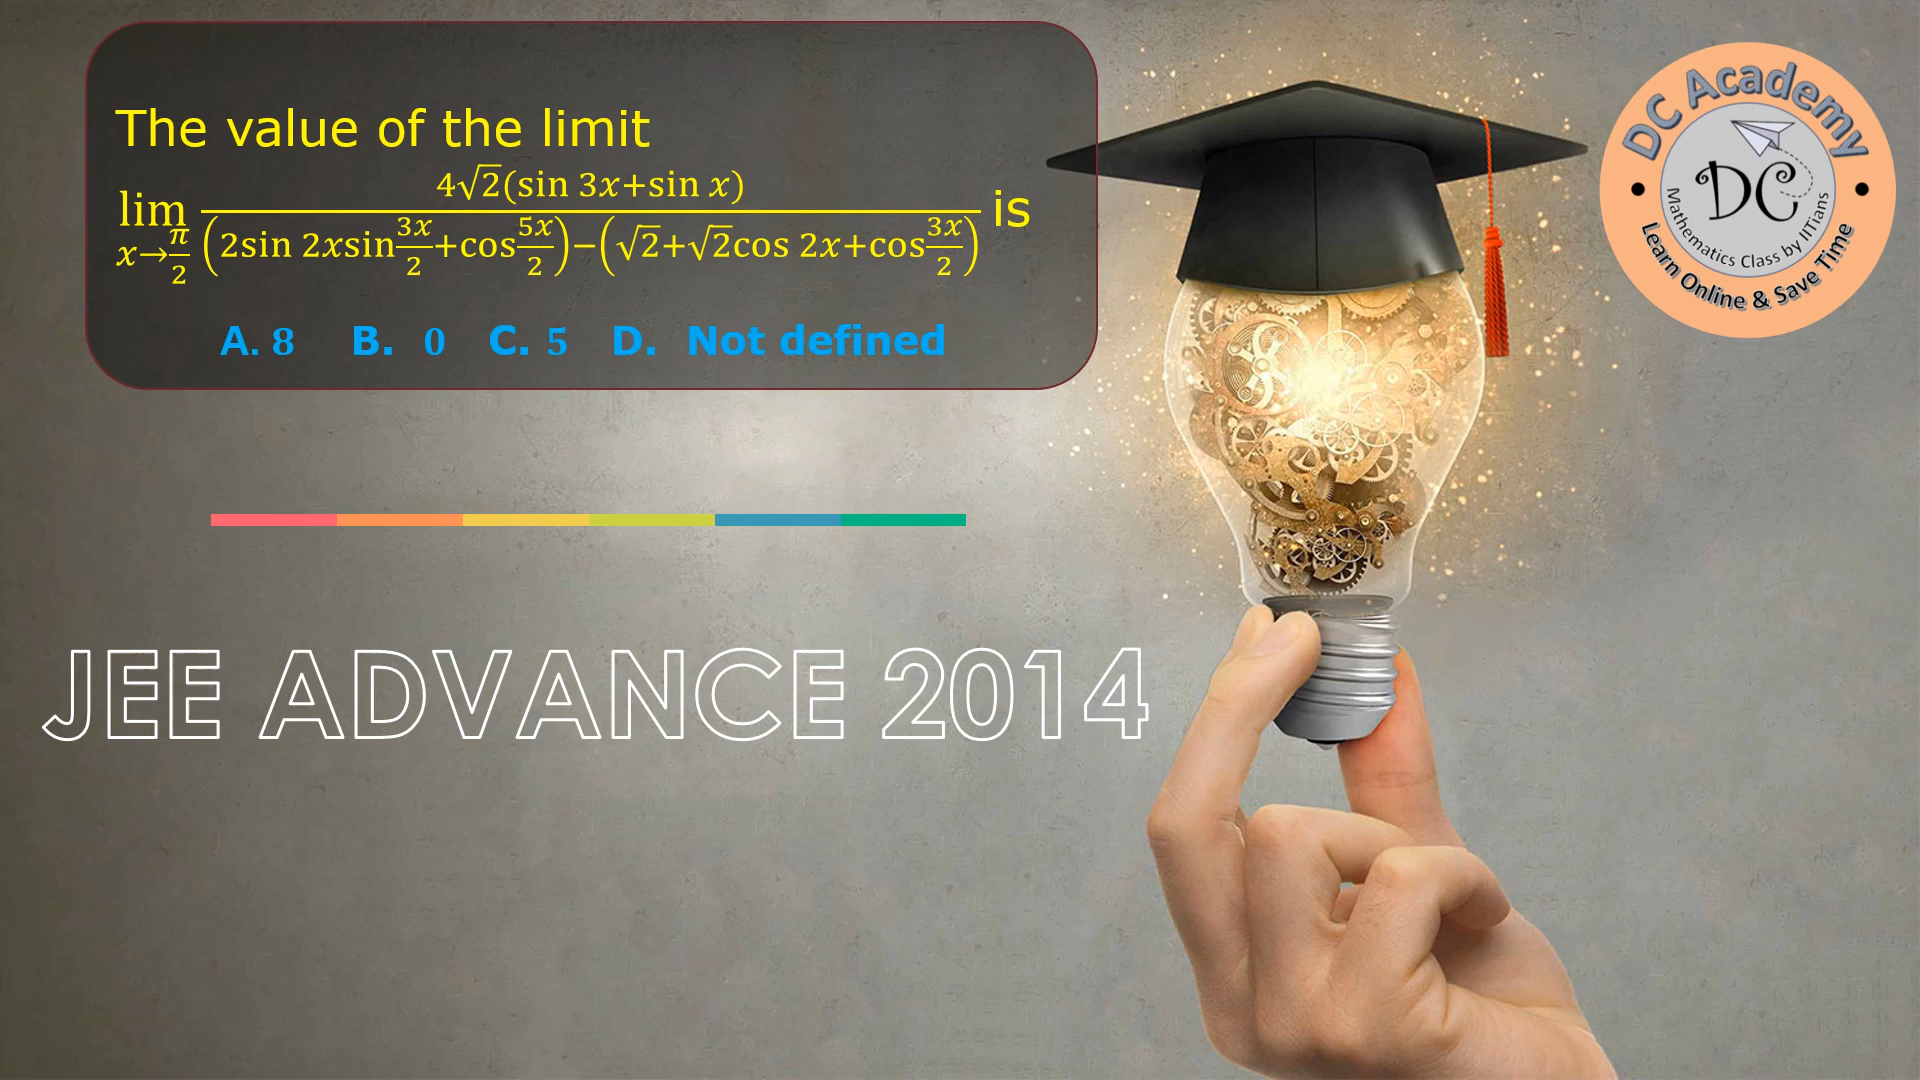 The value of the limit
lim x→π/2 4√2(sin 3x+sin x) / (2sin 2x sin 3x/2 + cos 5x/2) − (√2+√2cos 2x+cos 3x/2) is
A. 8 B. 0 C. 5 D. Not defined
JEE ADVANCE 2014
DC Academy
DC
Mathematics Class by IITians
Learn Online & Save Time